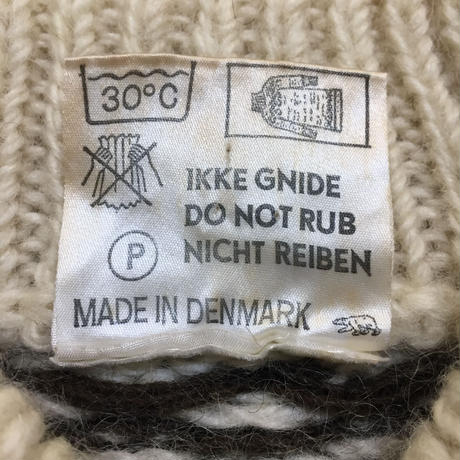 30°C
IKKE GNIDE
DO NOT RUB
NICHT REIBEN
P
MADE IN DENMARK